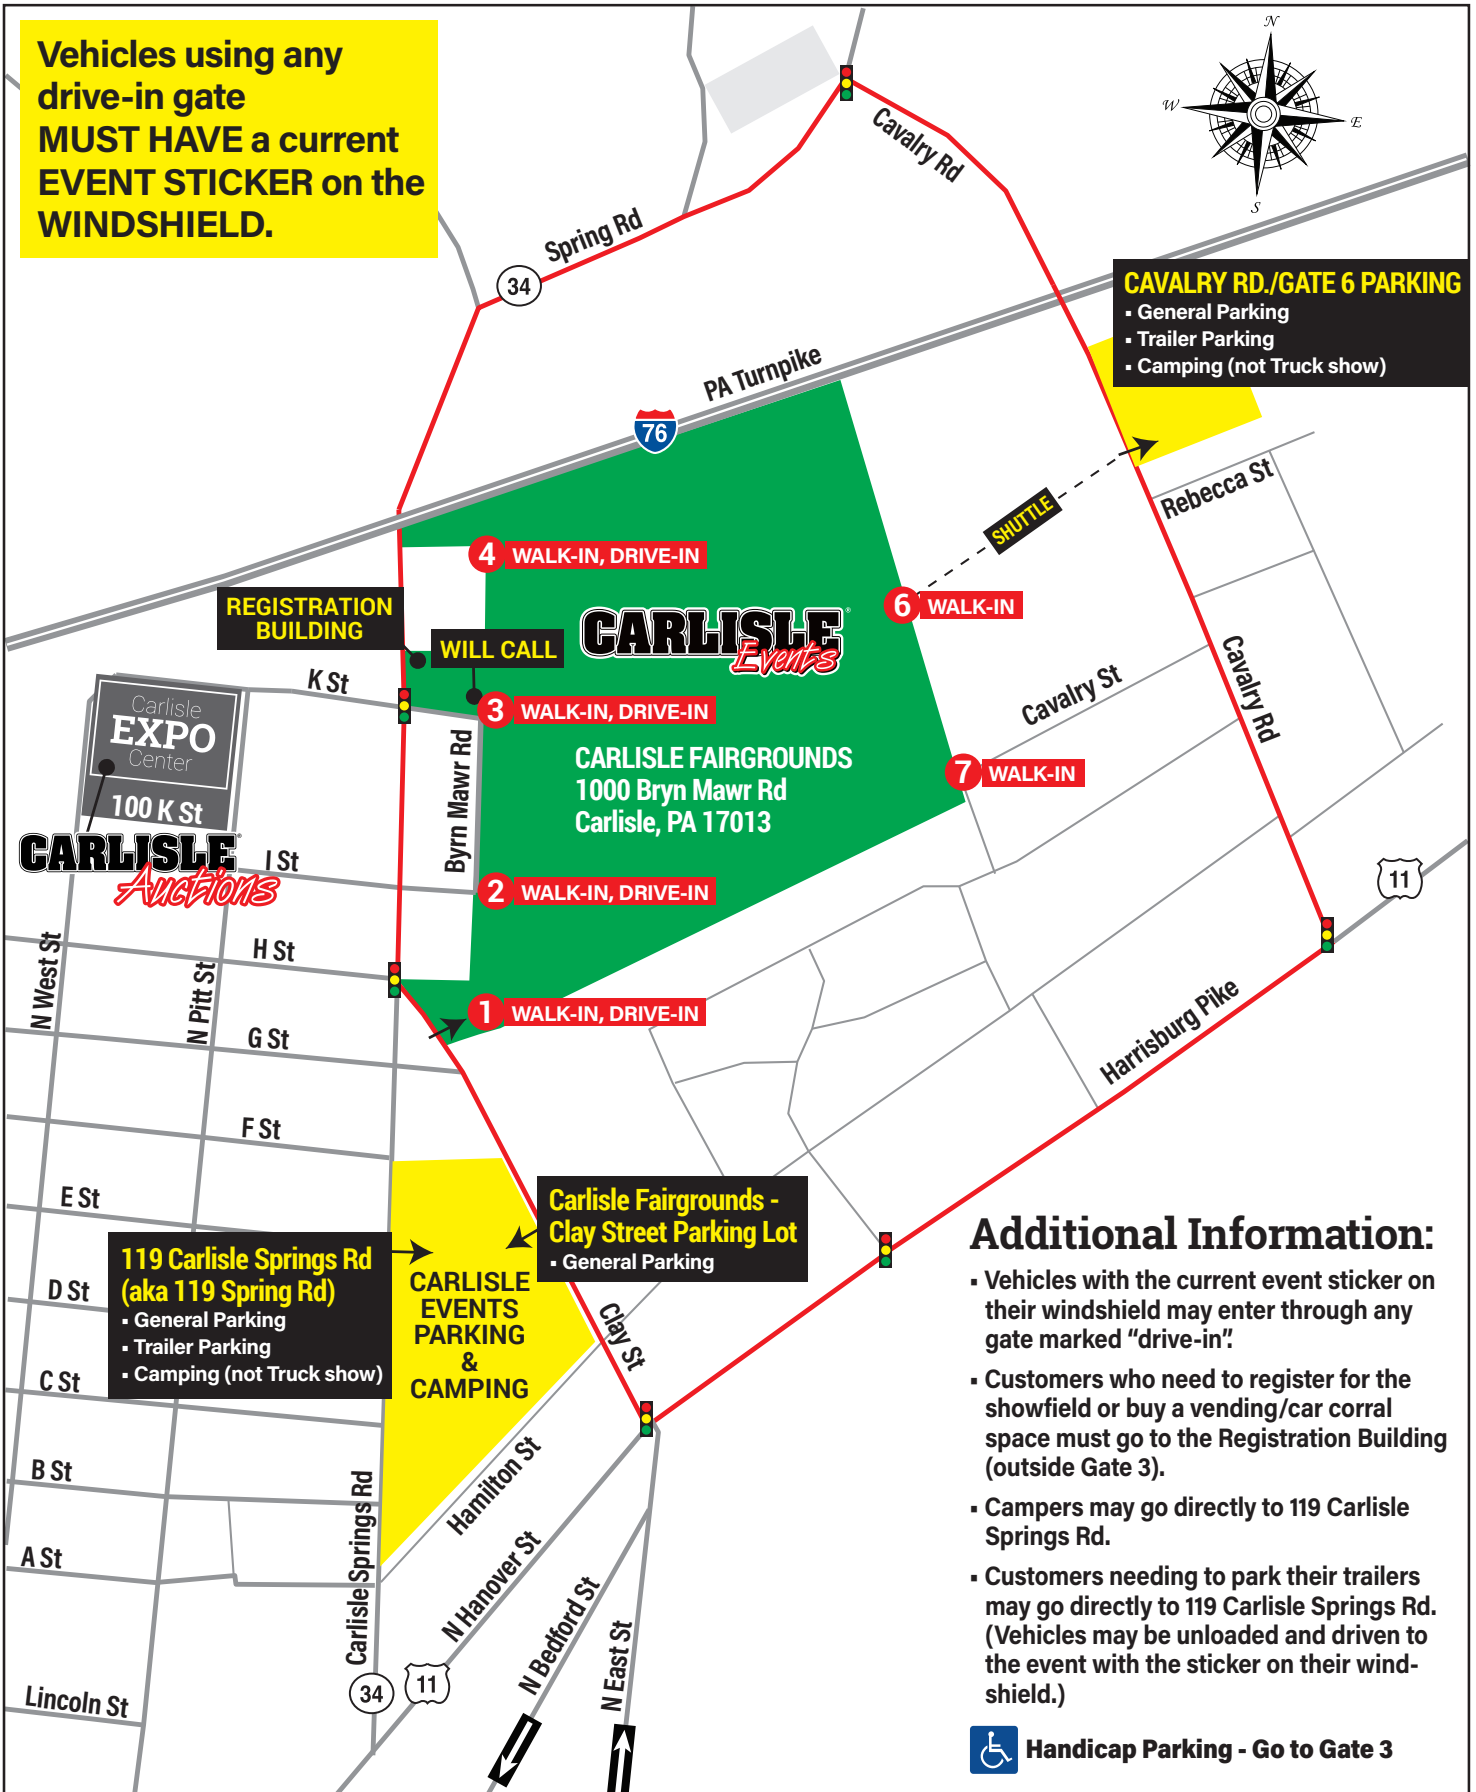 Vehicles using any
drive-in gate
MUST HAVE a current
EVENT STICKER on the
WINDSHIELD.
N
W
E
S
Cavalry Rd
Spring Rd
34
CAVALRY RD./GATE 6 PARKING
▪ General Parking
▪ Trailer Parking
▪ Camping (not Truck show)
PA Turnpike
76
Rebecca St
SHUTTLE
4 WALK-IN, DRIVE-IN
REGISTRATION
BUILDING
WILL CALL
CARLISLE
Events
®
6 WALK-IN
K St
Cavalry St
Cavalry Rd
Carlisle
EXPO
Center
100 K St
3 WALK-IN, DRIVE-IN
Byrn Mawr Rd
CARLISLE FAIRGROUNDS
1000 Bryn Mawr Rd
Carlisle, PA 17013
7 WALK-IN
CARLISLE
Auctions
®
I St
2 WALK-IN, DRIVE-IN
11
H St
N West St
N Pitt St
1 WALK-IN, DRIVE-IN
G St
Harrisburg Pike
F St
E St
119 Carlisle Springs Rd
(aka 119 Spring Rd)
▪ General Parking
▪ Trailer Parking
▪ Camping (not Truck show)
Carlisle Fairgrounds -
Clay Street Parking Lot
▪ General Parking
CARLISLE
EVENTS
PARKING
&
CAMPING
D St
Clay St
C St
B St
Hamilton St
A St
Carlisle Springs Rd
N Hanover St
N Bedford St
N East St
34
11
Lincoln St
Additional Information:
▪ Vehicles with the current event sticker on
their windshield may enter through any
gate marked “drive-in”.
▪ Customers who need to register for the
showfield or buy a vending/car corral
space must go to the Registration Building
(outside Gate 3).
▪ Campers may go directly to 119 Carlisle
Springs Rd.
▪ Customers needing to park their trailers
may go directly to 119 Carlisle Springs Rd.
(Vehicles may be unloaded and driven to
the event with the sticker on their wind-
shield.)
Handicap Parking - Go to Gate 3